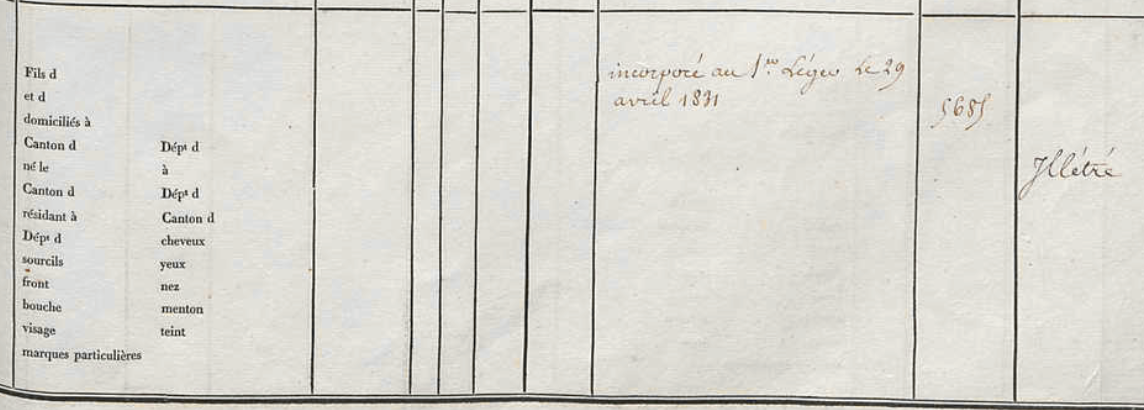 Fils d
et d
domiciliés à
Canton d Dépt d
né le à
Canton d Dépt d
résidant à Canton d
Dépt d cheveux
sourcils yeux
front nez
bouche menton
visage teint
marques particulières
incorporé au 1er Léger le 29
avril 1831
5685
Illétré